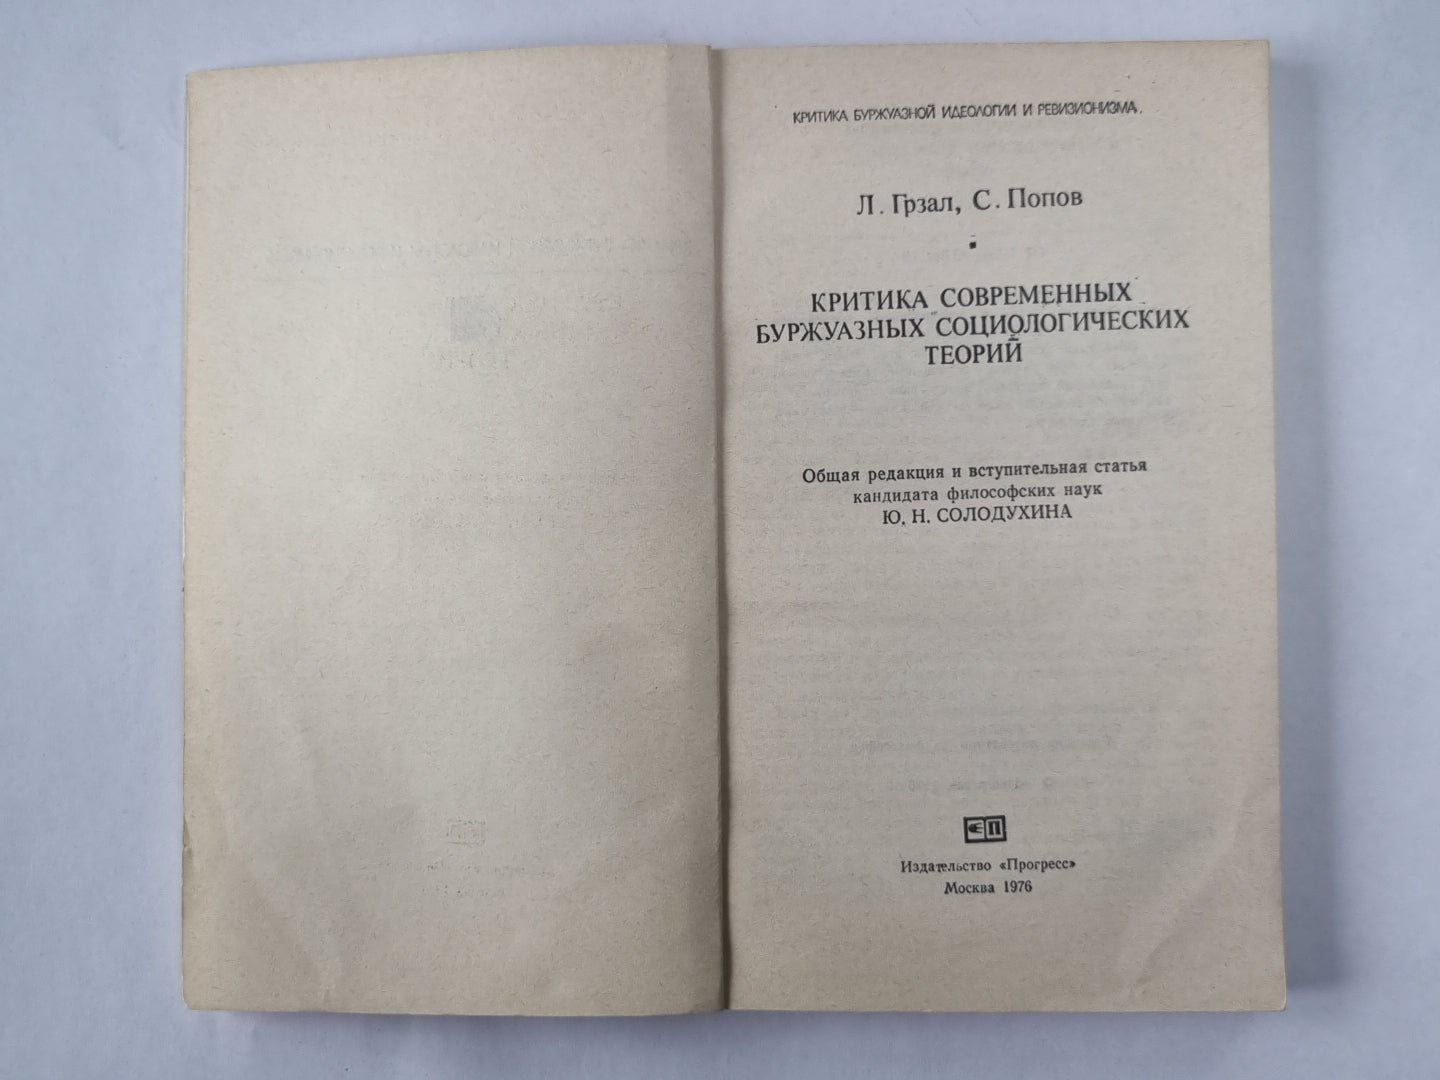 КРИТИКА БУРЖУАЗНОЙ ИДЕОЛОГИИ И РЕВИЗИОНИЗМА.
Л. Грзал, С. Попов
КРИТИКА СОВРЕМЕННЫХ
БУРЖУАЗНЫХ СОЦИОЛОГИЧЕСКИХ
ТЕОРИЙ
Общая редакция и вступительная статья
кандидата философских наук
Ю. Н. СОЛОДУХИНА
Издательство «Прогресс»
Москва 1976